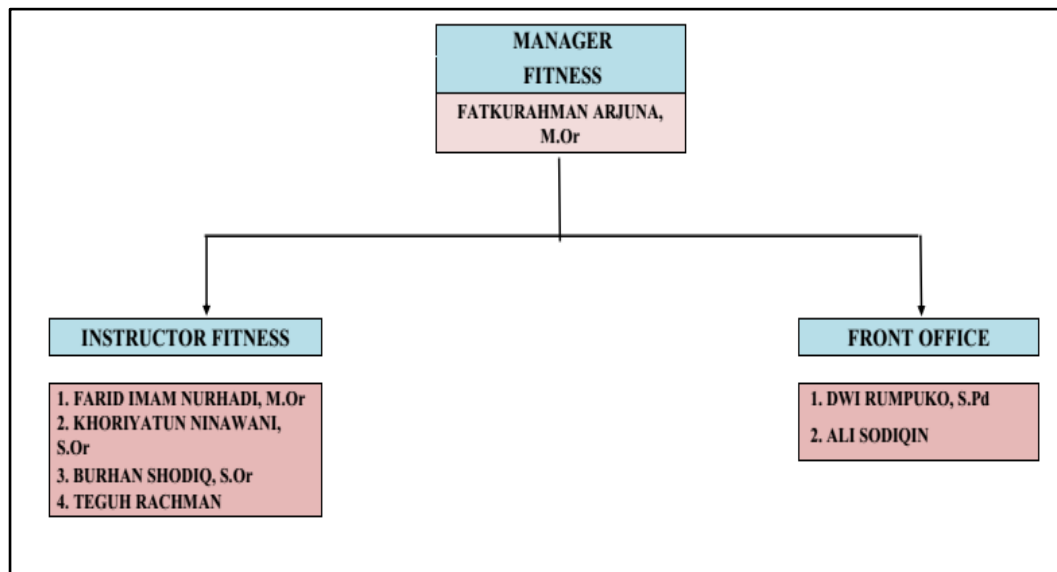 MANAGER
FITNESS
FATKURAHMAN ARJUNA,
M.Or
INSTRUCTOR FITNESS
1. FARID IMAM NURHADI, M.Or
2. KHORIYATUN NINAWANI,
S.Or
3. BURHAN SHODIQ, S.Or
4. TEGUH RACHMAN
FRONT OFFICE
1. DWI RUMPUKO, S.Pd
2. ALI SODIQIN